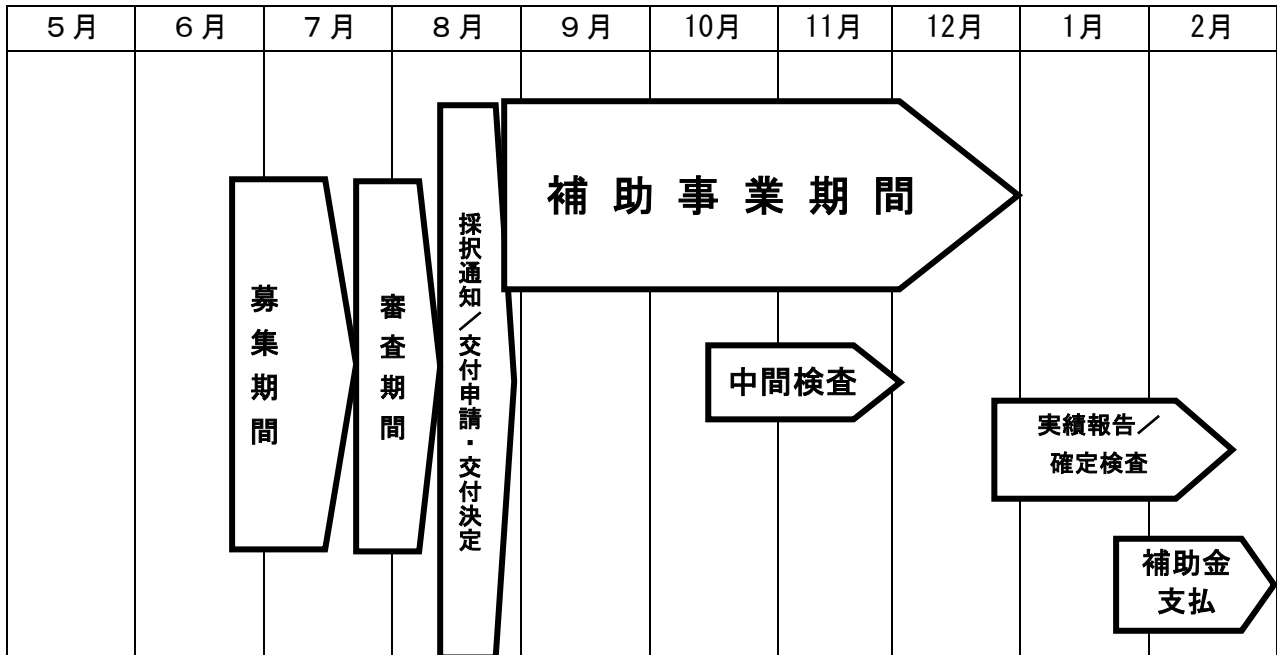 ５月 ６月 ７月 ８月 ９月 10月 11月 12月 1月 2月
募集期間
審査期間
採択通知／交付申請・交付決定
補助事業期間
中間検査
実績報告／
確定検査
補助金
支払